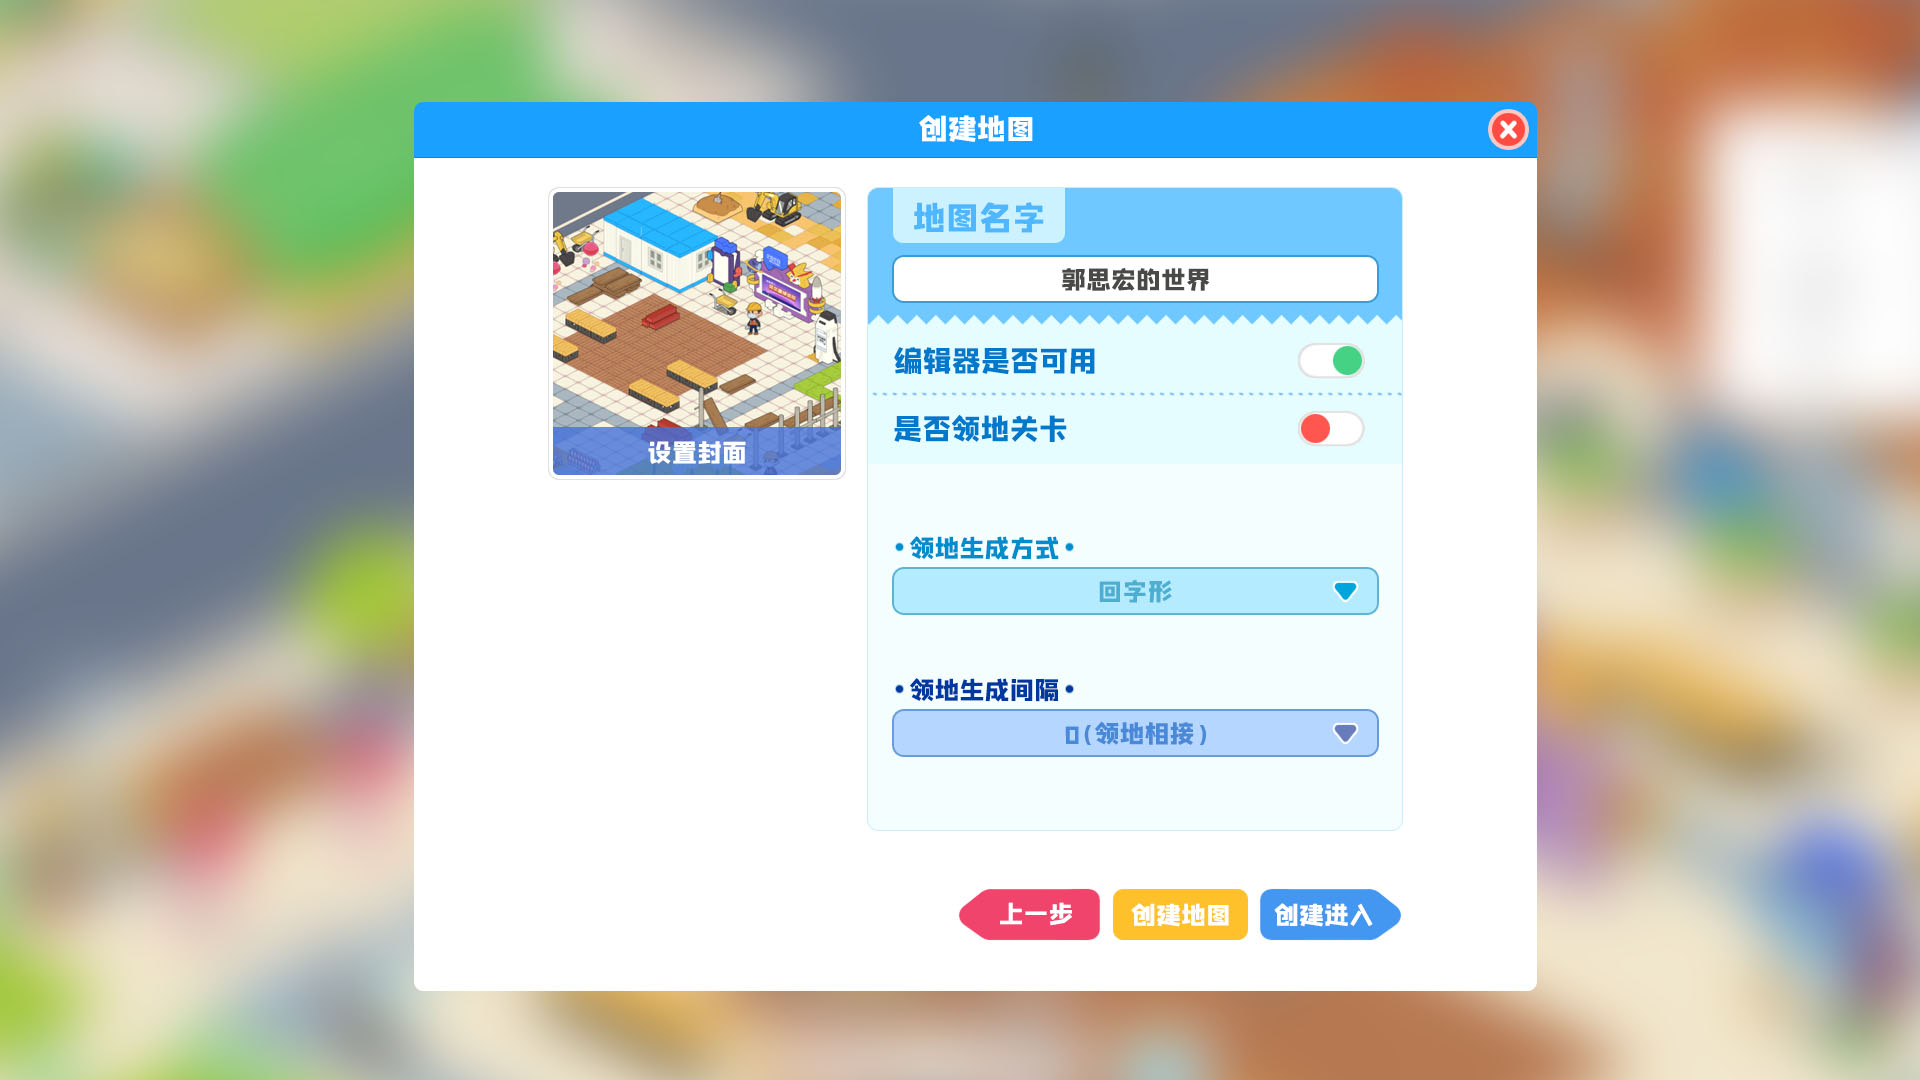 创建地图
设置封面
地图名字
郭思宏的世界
编辑器是否可用
是否领地关卡
•领地生成方式•
回字形
•领地生成间隔•
0(领地相接)
上一步
创建地图
创建进入